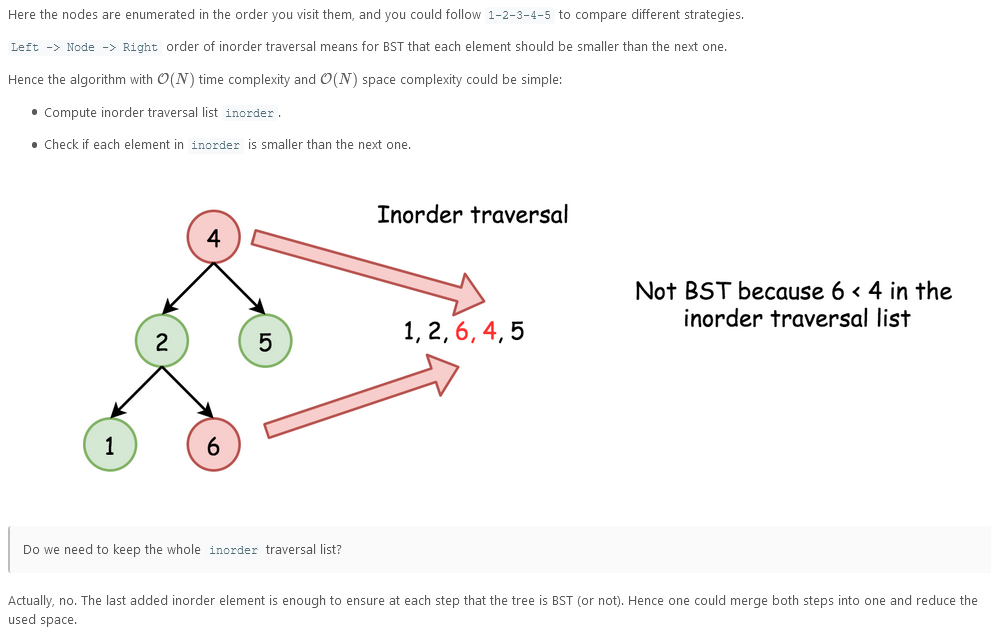 Here the nodes are enumerated in the order you visit them, and you could follow 1-2-3-4-5 to compare different strategies.
Left -> Node -> Right order of inorder traversal means for BST that each element should be smaller than the next one.
Hence the algorithm with O(N) time complexity and O(N) space complexity could be simple:
• Compute inorder traversal list inorder .
• Check if each element in inorder is smaller than the next one.
Inorder traversal
4
Not BST because 6 < 4 in the
inorder traversal list
1, 2, 6, 4, 5
2
5
1
6
Do we need to keep the whole inorder traversal list?
Actually, no. The last added inorder element is enough to ensure at each step that the tree is BST (or not). Hence one could merge both steps into one and reduce the
used space.